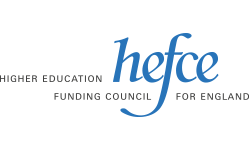 hefce
HIGHER EDUCATION
FUNDING COUNCIL FOR ENGLAND